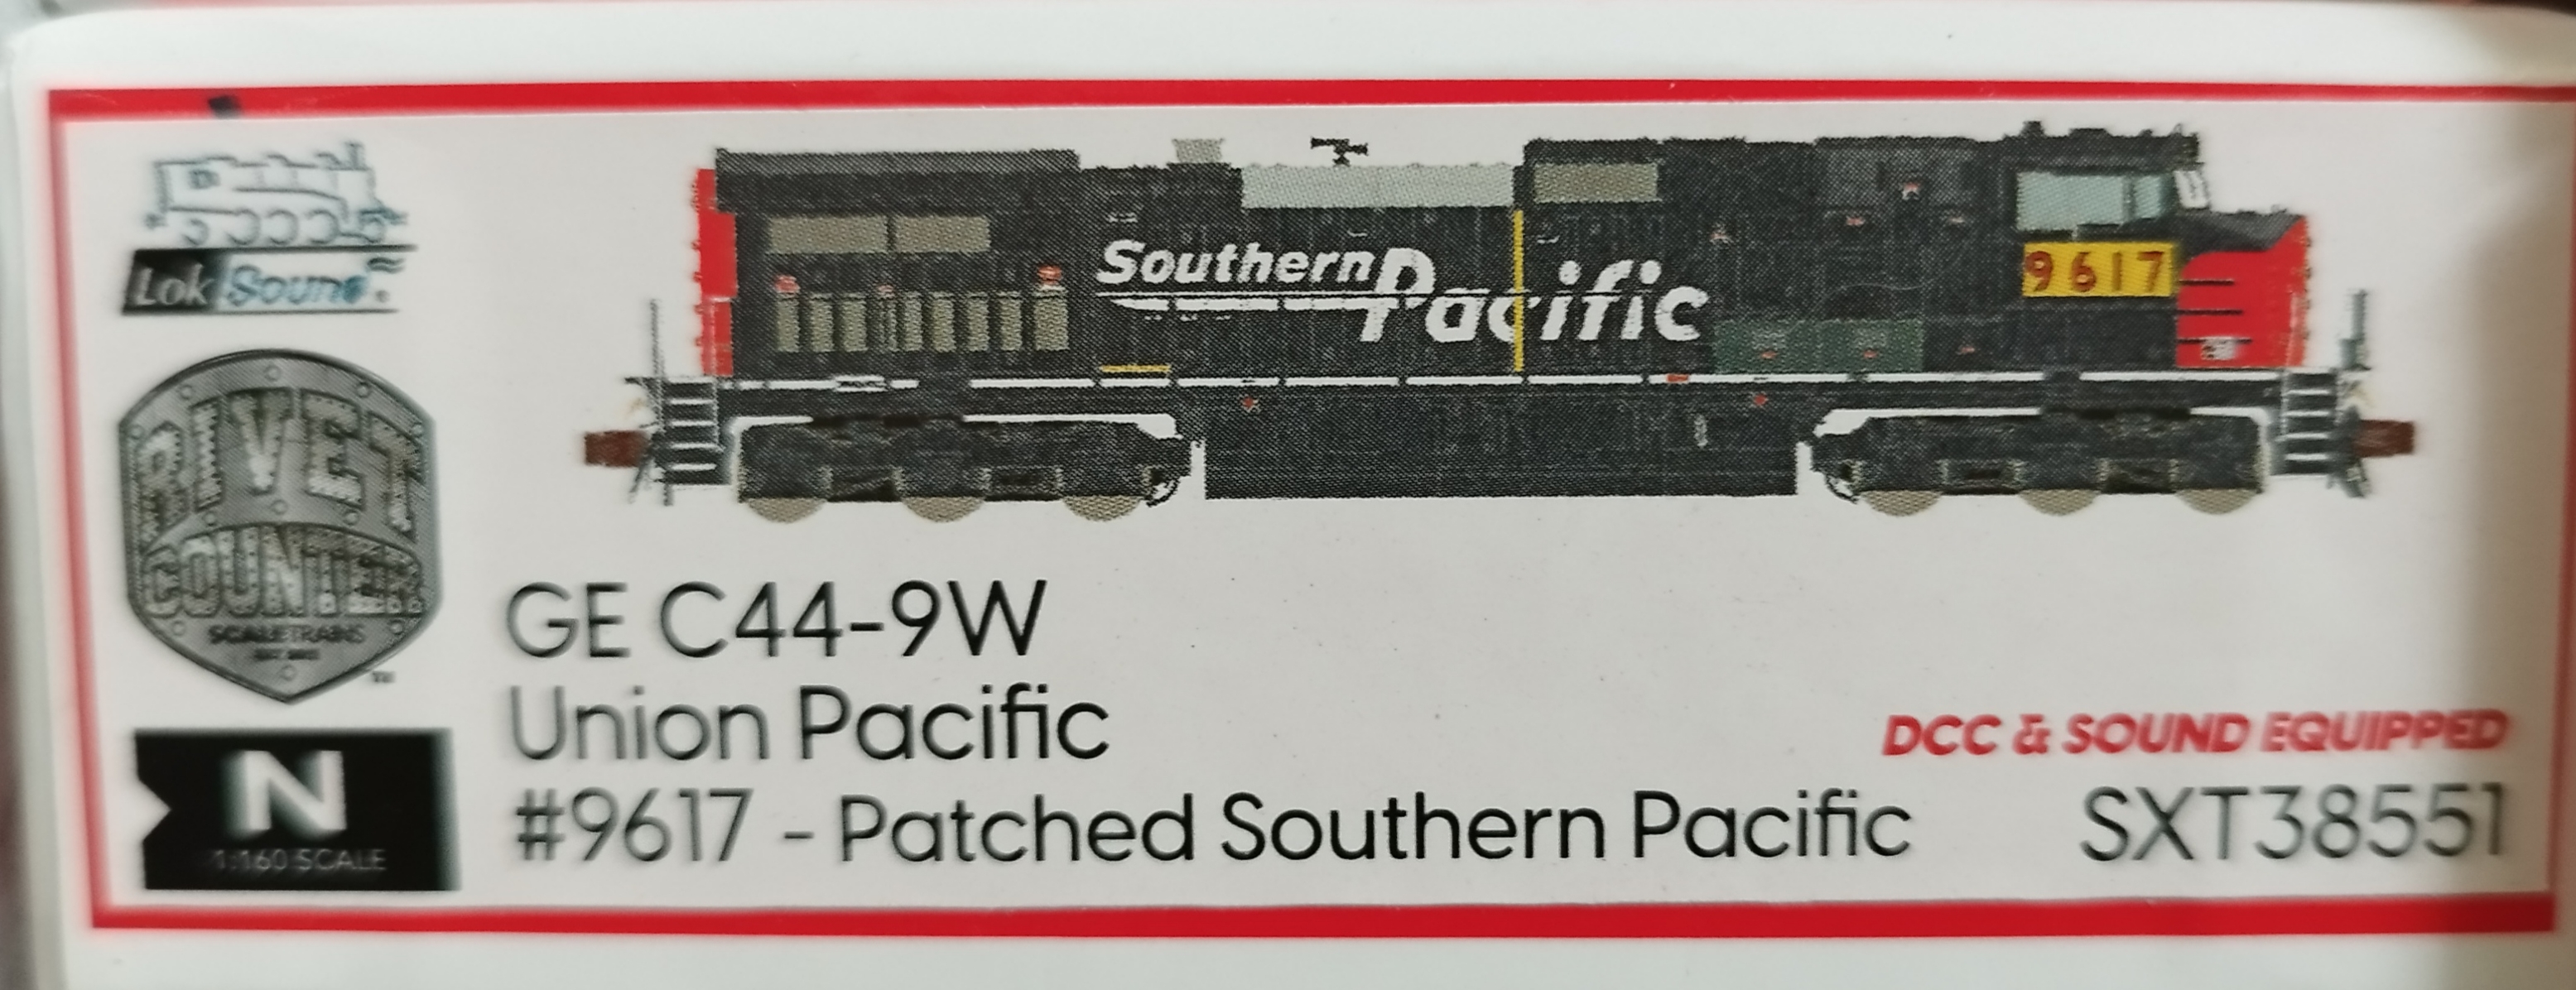 LokSound
RIVET
COUNTER
SCALETRAINS
N
1:160 SCALE
Southern
Pacific
9617
GE C44-9W
Union Pacific
#9617 - Patched Southern Pacific
DCC & SOUND EQUIPPED
SXT38551